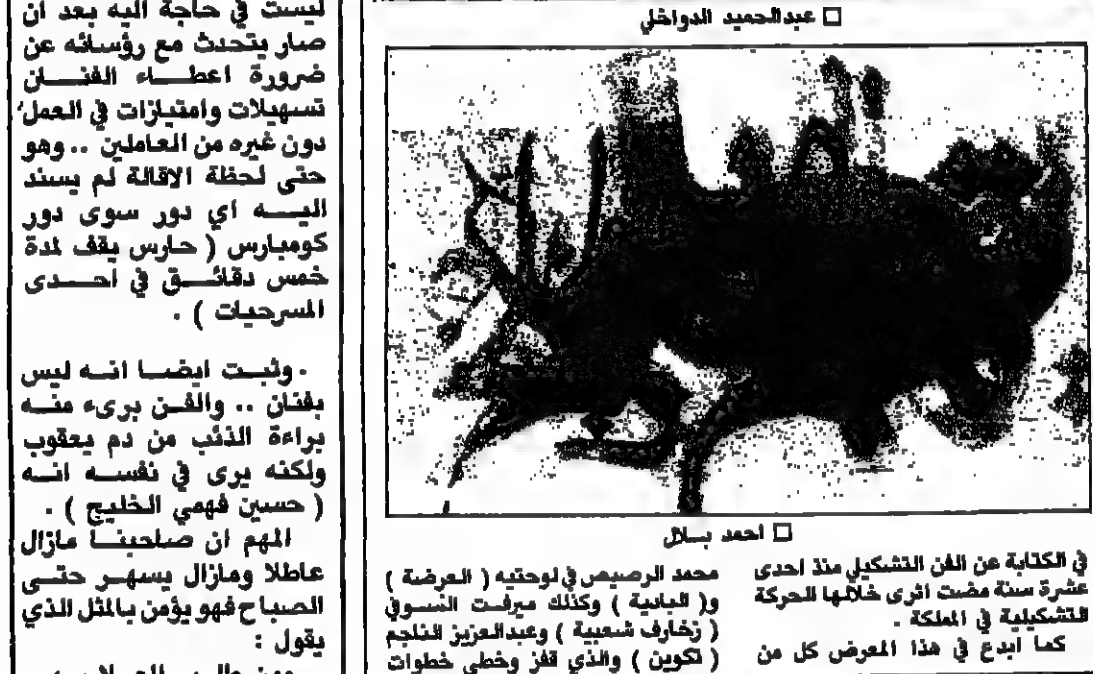 □ عبدالحميد الدواخلي
□ احمد بلال
في الكتابة عن الفن التشكيلي منذ احدى
عشرة سنة مضت اثرى خلالها الحركة
التشكيلية في المملكة .
كما ابدع في هذا المعرض كل من
محمد الرصيص في لوحتيه ( العرضة )
و( البادية ) وكذلك ميرفت النسوفي
( زخارف شعبية ) وعبدالعزيز الناجم
( تكوين ) والذي قفز وخطى خطوات
ليست في حاجة اليه بعد ان
صار يتحدث مع رؤسائه عن
ضرورة اعطاء الفنان
تسهيلات وامتيازات في العمل
دون غيره من العاملين .. وهو
حتى لحظة الاقالة لم يسند
اليه اي دور سوى دور
كومبارس ( حارس يقف لمدة
خمس دقائق في احدى
المسرحيات ) .
. وثبت ايضا انه ليس
بفنان .. والفن برىء منه
براءة الذئب من دم يعقوب
ولكنه يرى في نفسه انه
( حسين فهمي الخليج ) .
المهم ان صاحبنا مازال
عاطلا ومازال يسهر حتى
الصباح فهو يؤمن بالمثل الذي
يقول :